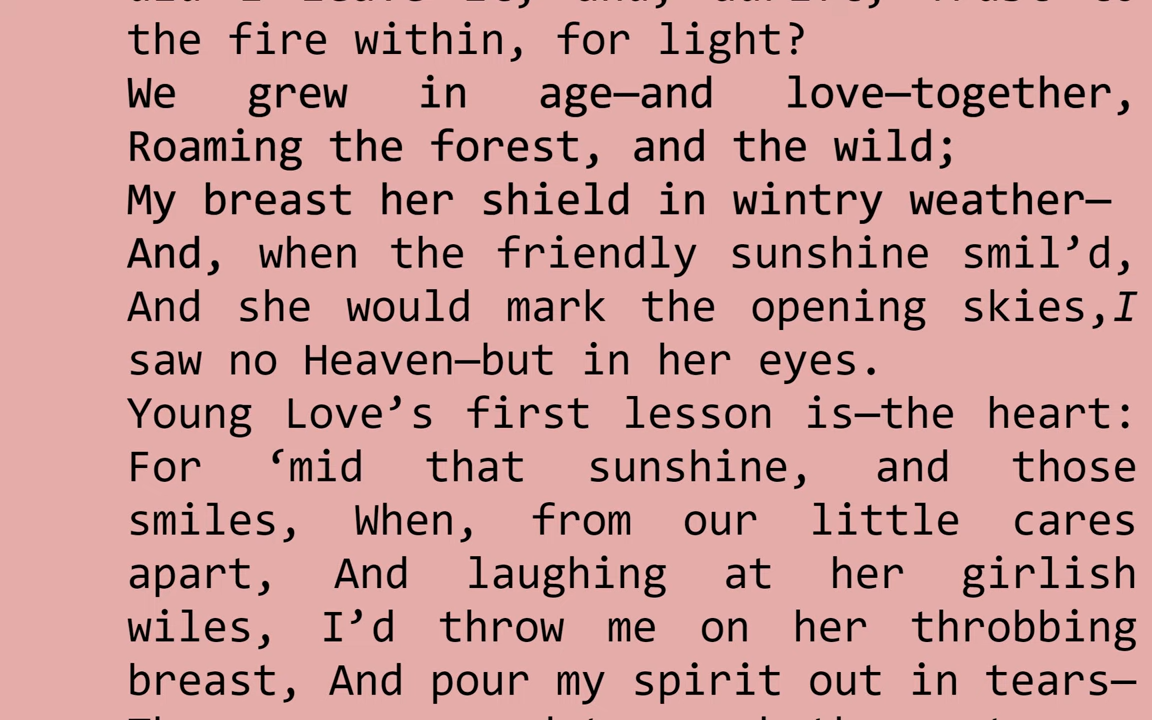 the fire within, for light?
We grew in age—and love—together,
Roaming the forest, and the wild;
My breast her shield in wintry weather—
And, when the friendly sunshine smil’d,
And she would mark the opening skies,I
saw no Heaven—but in her eyes.
Young Love’s first lesson is—the heart:
For ‘mid that sunshine, and those
smiles, When, from our little cares
apart, And laughing at her girlish
wiles, I’d throw me on her throbbing
breast, And pour my spirit out in tears—